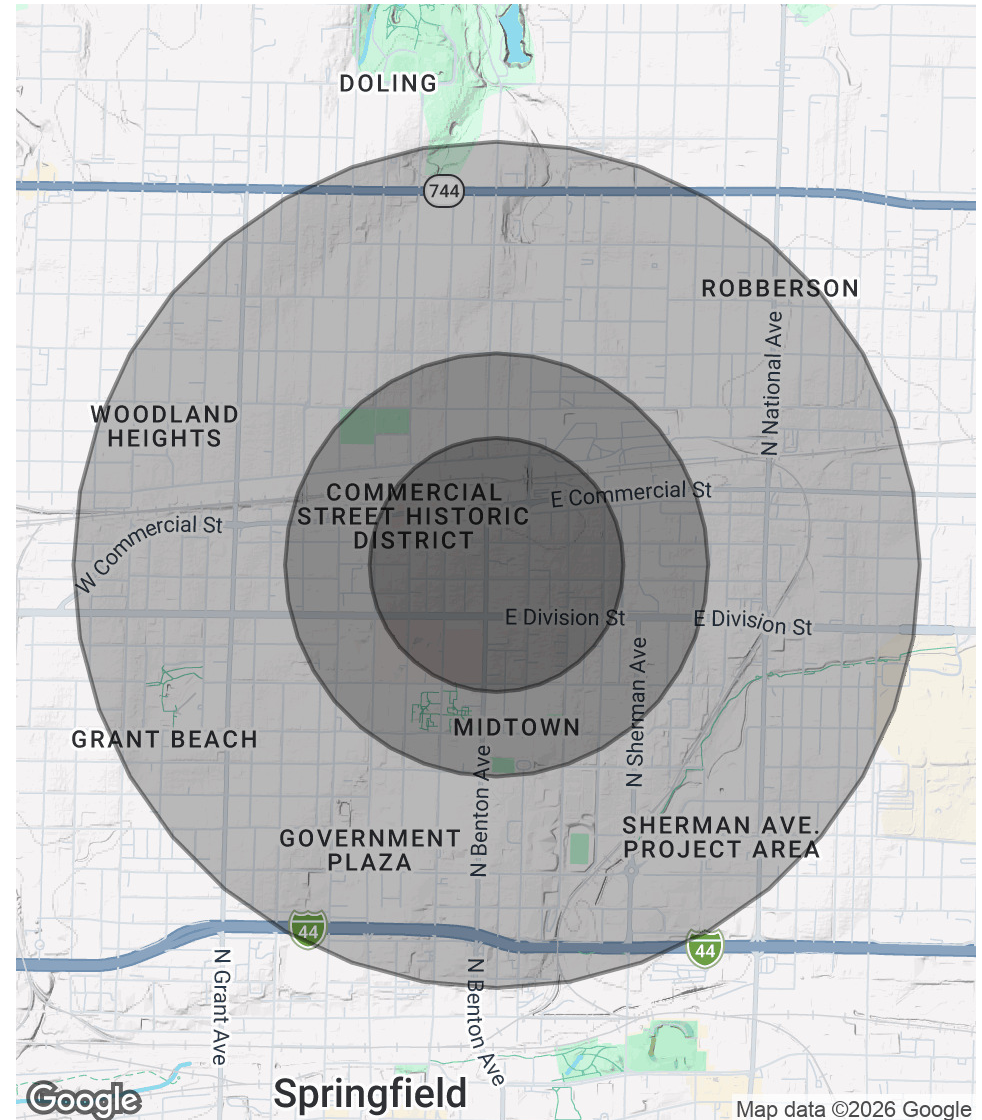 DOLING
744
ROBBERSON
N National Ave
WOODLAND
HEIGHTS
COMMERCIAL
STREET HISTORIC
DISTRICT
E Commercial St
W Commercial St
E Division St
E Division St
N Sherman Ave
MIDTOWN
GRANT BEACH
N Benton Ave
SHERMAN AVE.
PROJECT AREA
GOVERNMENT
PLAZA
44
44
N Grant Ave
N Benton Ave
Springfield
Google
Map data ©2026 Google